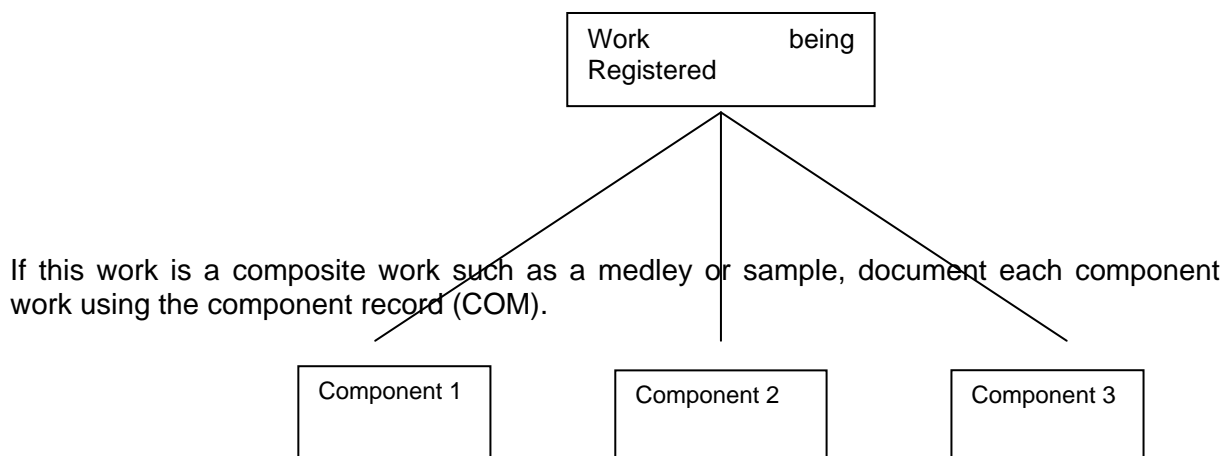 Work being
Registered
If this work is a composite work such as a medley or sample, document each component
work using the component record (COM).
Component 1
Component 2
Component 3